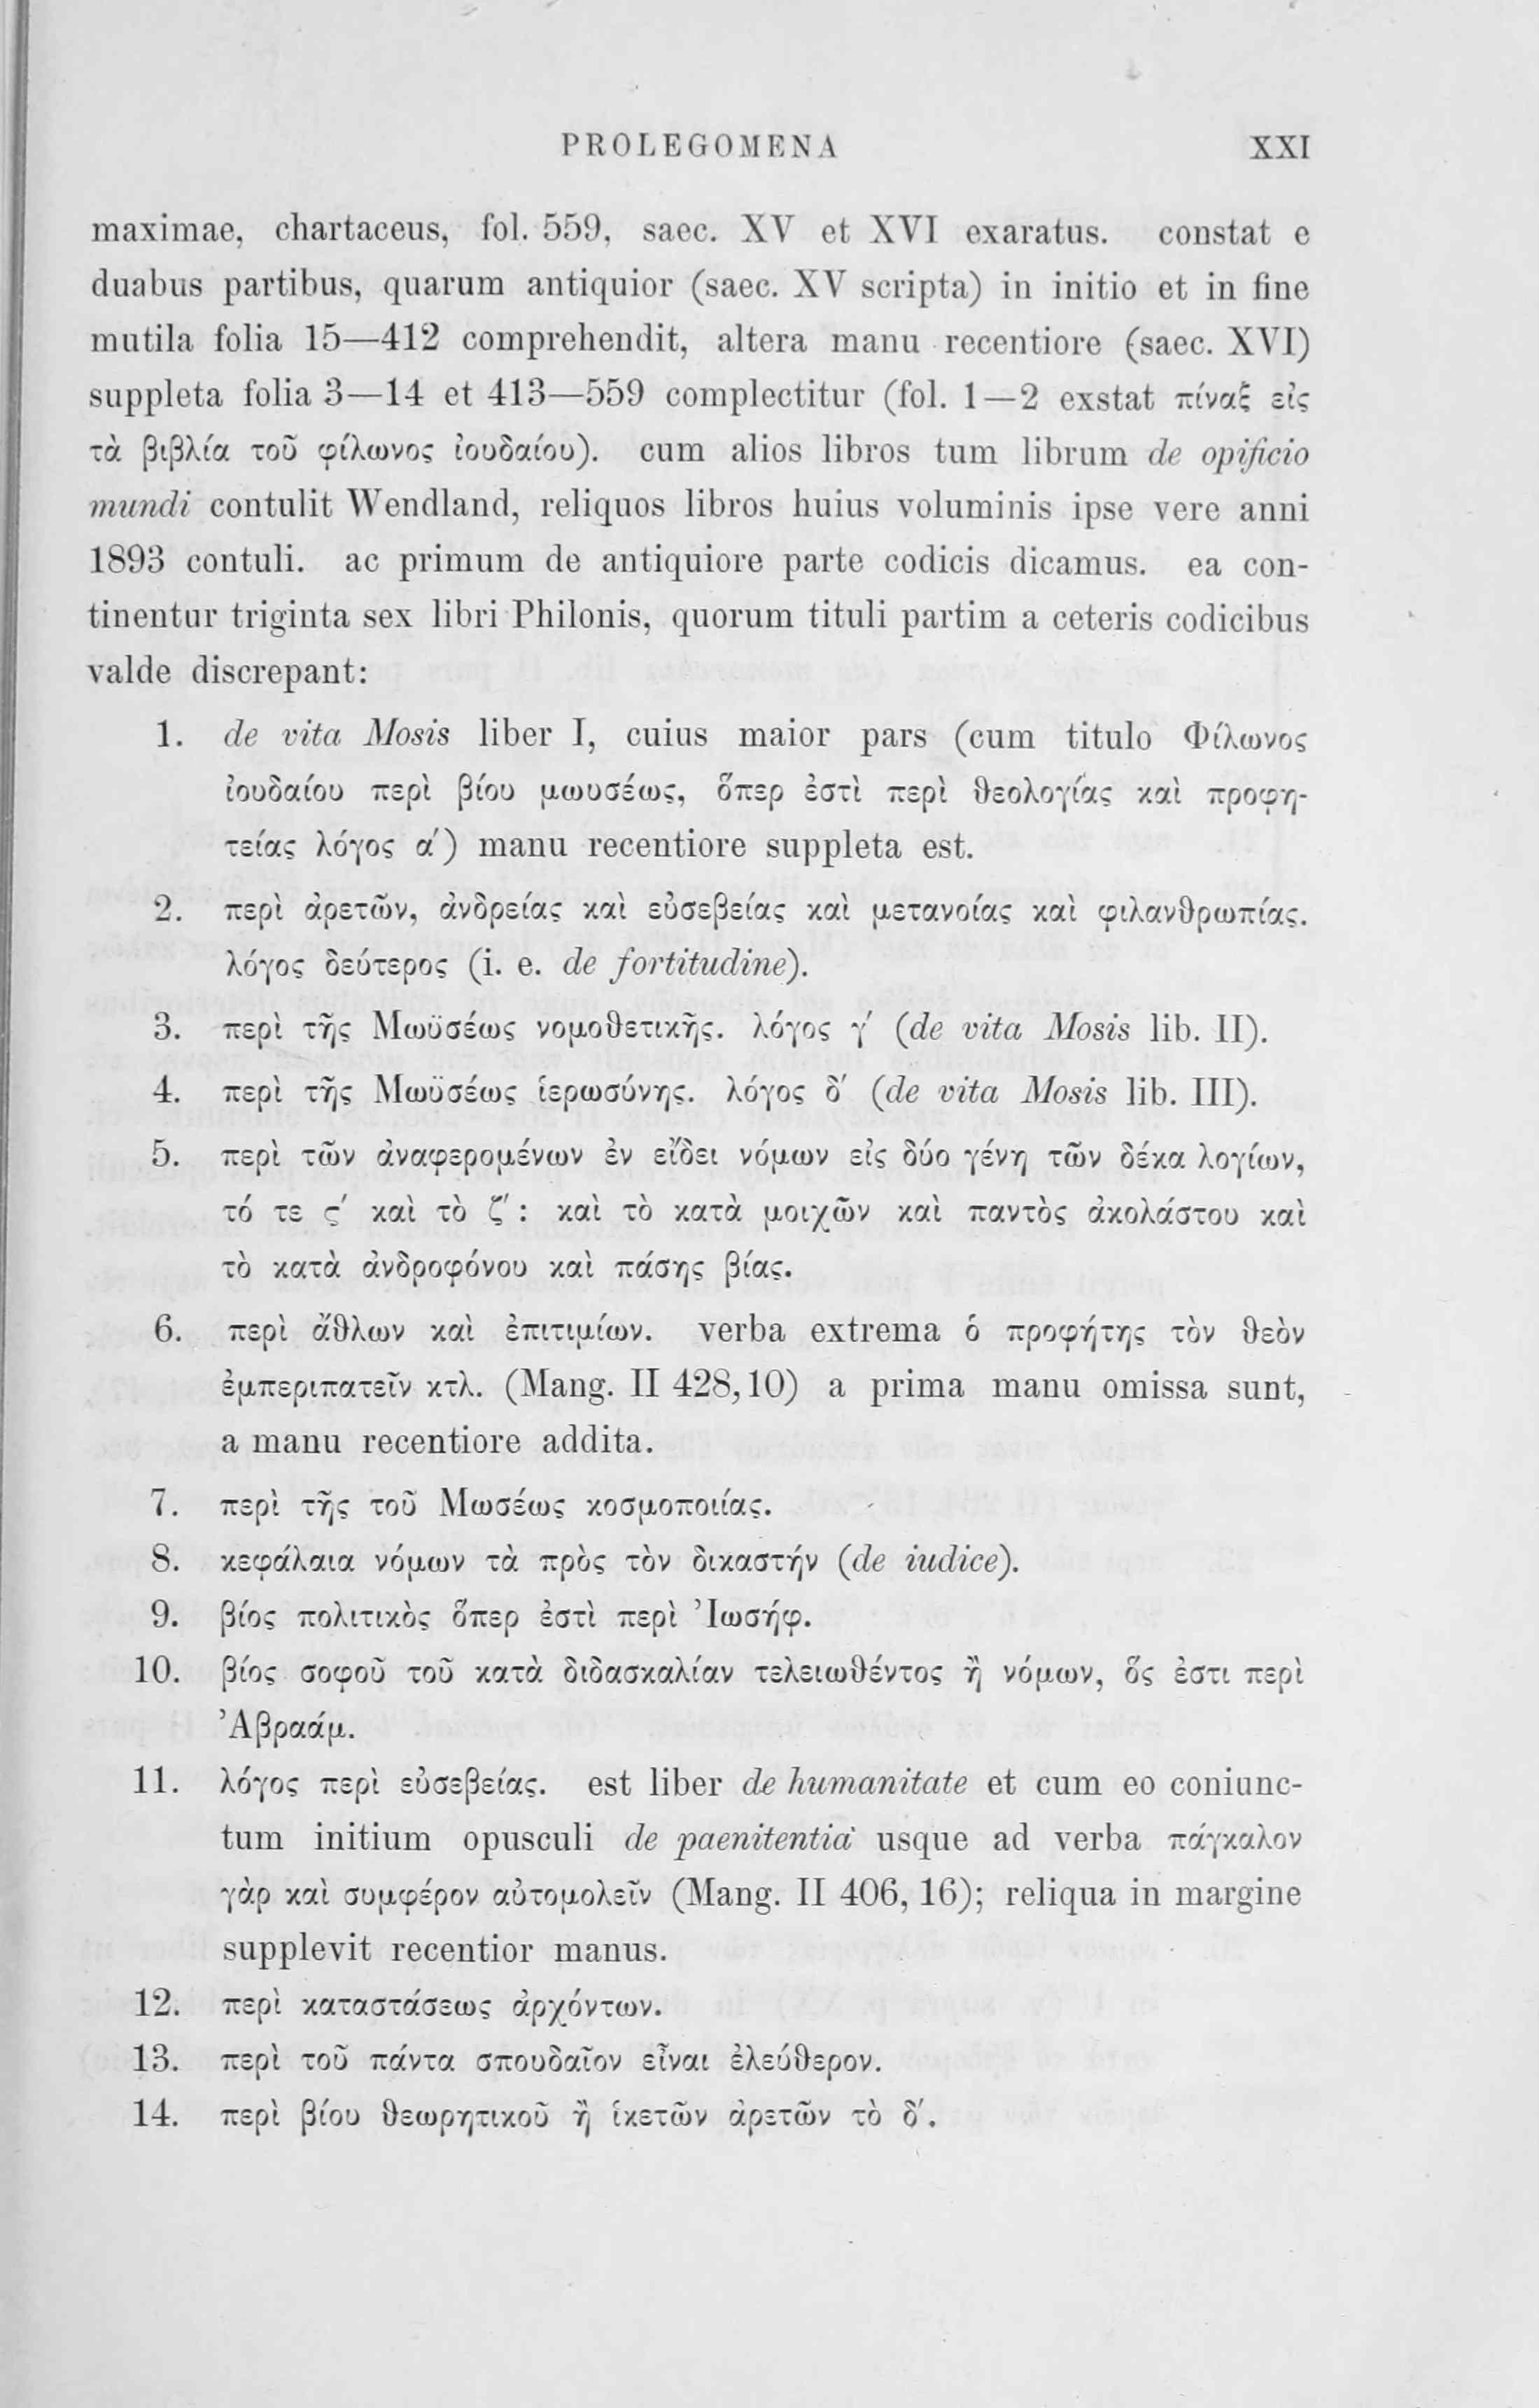 PROLEGOMENA XXI
maximae, chartaceus, fol. 559, saec. XV et XVI exaratus. constat e
duabus partibus, quarum antiquior (saec. XV scripta) in initio et in fine
mutila folia 15—412 comprehendit, altera manu recentiore (saec. XVI)
suppleta folia 3—14 et 413—559 complectitur (fol. 1—2 exstat πίναξ εἰς
τὰ βιβλία τοῦ φίλωνος ἰουδαίου). cum alios libros tum librum de opificio
mundi contulit Wendland, reliquos libros huius voluminis ipse vere anni
1893 contuli. ac primum de antiquiore parte codicis dicamus. ea con-
tinentur triginta sex libri Philonis, quorum tituli partim a ceteris codicibus
valde discrepant:
1. de vita Mosis liber I, cuius maior pars (cum titulo Φίλωνος
ἰουδαίου περὶ βίου μωυσέως, ὅπερ ἐστὶ περὶ θεολογίας καὶ προφη-
τείας λόγος α′) manu recentiore suppleta est.
2. περὶ ἀρετῶν, ἀνδρείας καὶ εὐσεβείας καὶ μετανοίας καὶ φιλανθρωπίας.
λόγος δεύτερος (i. e. de fortitudine).
3. περὶ τῆς Μωϋσέως νομοθετικῆς. λόγος γ′ (de vita Mosis lib. II).
4. περὶ τῆς Μωϋσέως ἱερωσύνης. λόγος δ′ (de vita Mosis lib. III).
5. περὶ τῶν ἀναφερομένων ἐν εἴδει νόμων εἰς δύο γένη τῶν δέκα λογίων,
τό τε ς′ καὶ τὸ ζ′: καὶ τὸ κατὰ μοιχῶν καὶ παντὸς ἀκολάστου καὶ
τὸ κατὰ ἀνδροφόνου καὶ πάσης βίας.
6. περὶ ἄθλων καὶ ἐπιτιμίων. verba extrema ὁ προφήτης τὸν θεὸν
ἐμπεριπατεῖν κτλ. (Mang. II 428,10) a prima manu omissa sunt,
a manu recentiore addita.
7. περὶ τῆς τοῦ Μωσέως κοσμοποιίας.
8. κεφάλαια νόμων τὰ πρὸς τὸν δικαστήν (de iudice).
9. βίος πολιτικὸς ὅπερ ἐστὶ περὶ Ἰωσήφ.
10. βίος σοφοῦ τοῦ κατὰ διδασκαλίαν τελειωθέντος ἢ νόμων, ὅς ἐστι περὶ
Ἀβραάμ.
11. λόγος περὶ εὐσεβείας. est liber de humanitate et cum eo coniunc-
tum initium opusculi de paenitentia usque ad verba πάγκαλον
γὰρ καὶ συμφέρον αὐτομολεῖν (Mang. II 406, 16); reliqua in margine
supplevit recentior manus.
12. περὶ καταστάσεως ἀρχόντων.
13. περὶ τοῦ πάντα σπουδαῖον εἶναι ἐλεύθερον.
14. περὶ βίου θεωρητικοῦ ἢ ἱκετῶν ἀρετῶν τὸ δ′.